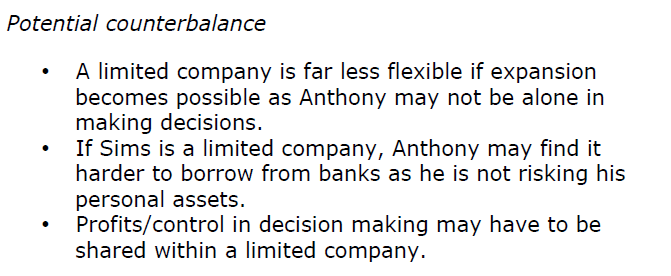 Potential counterbalance
• A limited company is far less flexible if expansion
becomes possible as Anthony may not be alone in
making decisions.
• If Sims is a limited company, Anthony may find it
harder to borrow from banks as he is not risking his
personal assets.
• Profits/control in decision making may have to be
shared within a limited company.